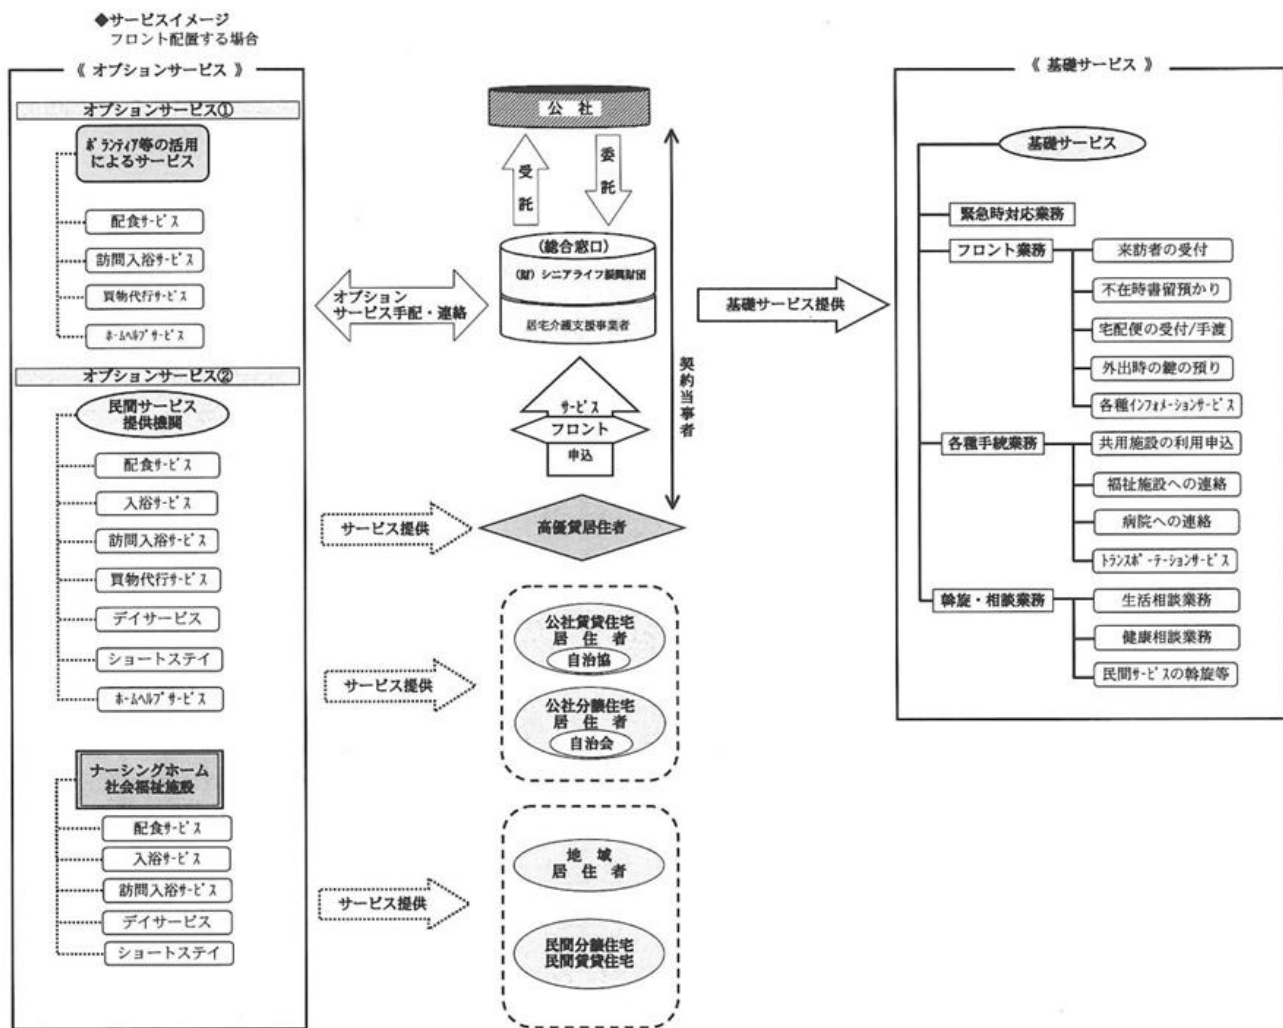 ◆サービスイメージ
フロント配置する場合
《 オプションサービス 》
オプションサービス①
ﾎﾞﾗﾝﾃｨｱ等の活用
によるサービス
配食ｻｰﾋﾞｽ
訪問入浴ｻｰﾋﾞｽ
買物代行ｻｰﾋﾞｽ
ﾎｰﾑﾍﾙﾌﾟｻｰﾋﾞｽ
オプションサービス②
民間サービス
提供機関
配食ｻｰﾋﾞｽ
入浴ｻｰﾋﾞｽ
訪問入浴ｻｰﾋﾞｽ
買物代行ｻｰﾋﾞｽ
デイサービス
ショートステイ
ﾎｰﾑﾍﾙﾌﾟｻｰﾋﾞｽ
ナーシングホーム
社会福祉施設
配食ｻｰﾋﾞｽ
入浴ｻｰﾋﾞｽ
訪問入浴ｻｰﾋﾞｽ
デイサービス
ショートステイ
公 社
受託
委託
(総合窓口)
(財) シニアライフ振興財団
居宅介護支援事業者
オプション
サービス手配・連絡
基礎サービス提供
契約当事者
ｻｰﾋﾞｽ
フロント
申込
サービス提供
高優賃居住者
サービス提供
公社賃貸住宅
居 住 者
自治協
公社分譲住宅
居 住 者
自治会
サービス提供
地 域
居 住 者
民間分譲住宅
民間賃貸住宅
《 基礎サービス 》
基礎サービス
緊急時対応業務
フロント業務
来訪者の受付
不在時書留預かり
宅配便の受付/手渡
外出時の鍵の預り
各種ｲﾝﾌｫﾒｰｼｮﾝｻｰﾋﾞｽ
各種手続業務
共用施設の利用申込
福祉施設への連絡
病院への連絡
ﾄﾗﾝｽﾎﾟｰﾃｰｼｮﾝｻｰﾋﾞｽ
斡旋・相談業務
生活相談業務
健康相談業務
民間ｻｰﾋﾞｽの斡旋等